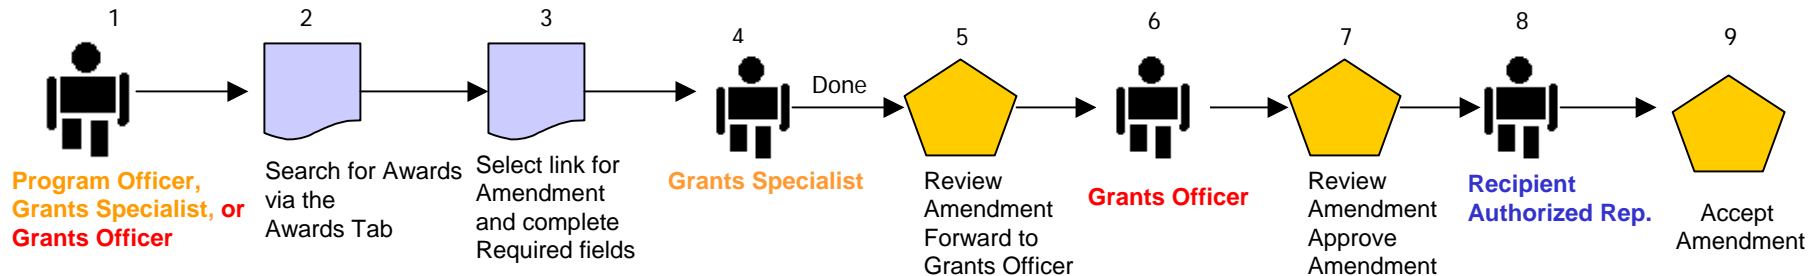 1
2
3
4
5
6
7
8
9
Done
Program Officer,
Grants Specialist, or
Grants Officer
Search for Awards
via the
Awards Tab
Select link for
Amendment
and complete
Required fields
Grants Specialist
Review
Amendment
Forward to
Grants Officer
Grants Officer
Review
Amendment
Approve
Amendment
Recipient
Authorized Rep.
Accept
Amendment